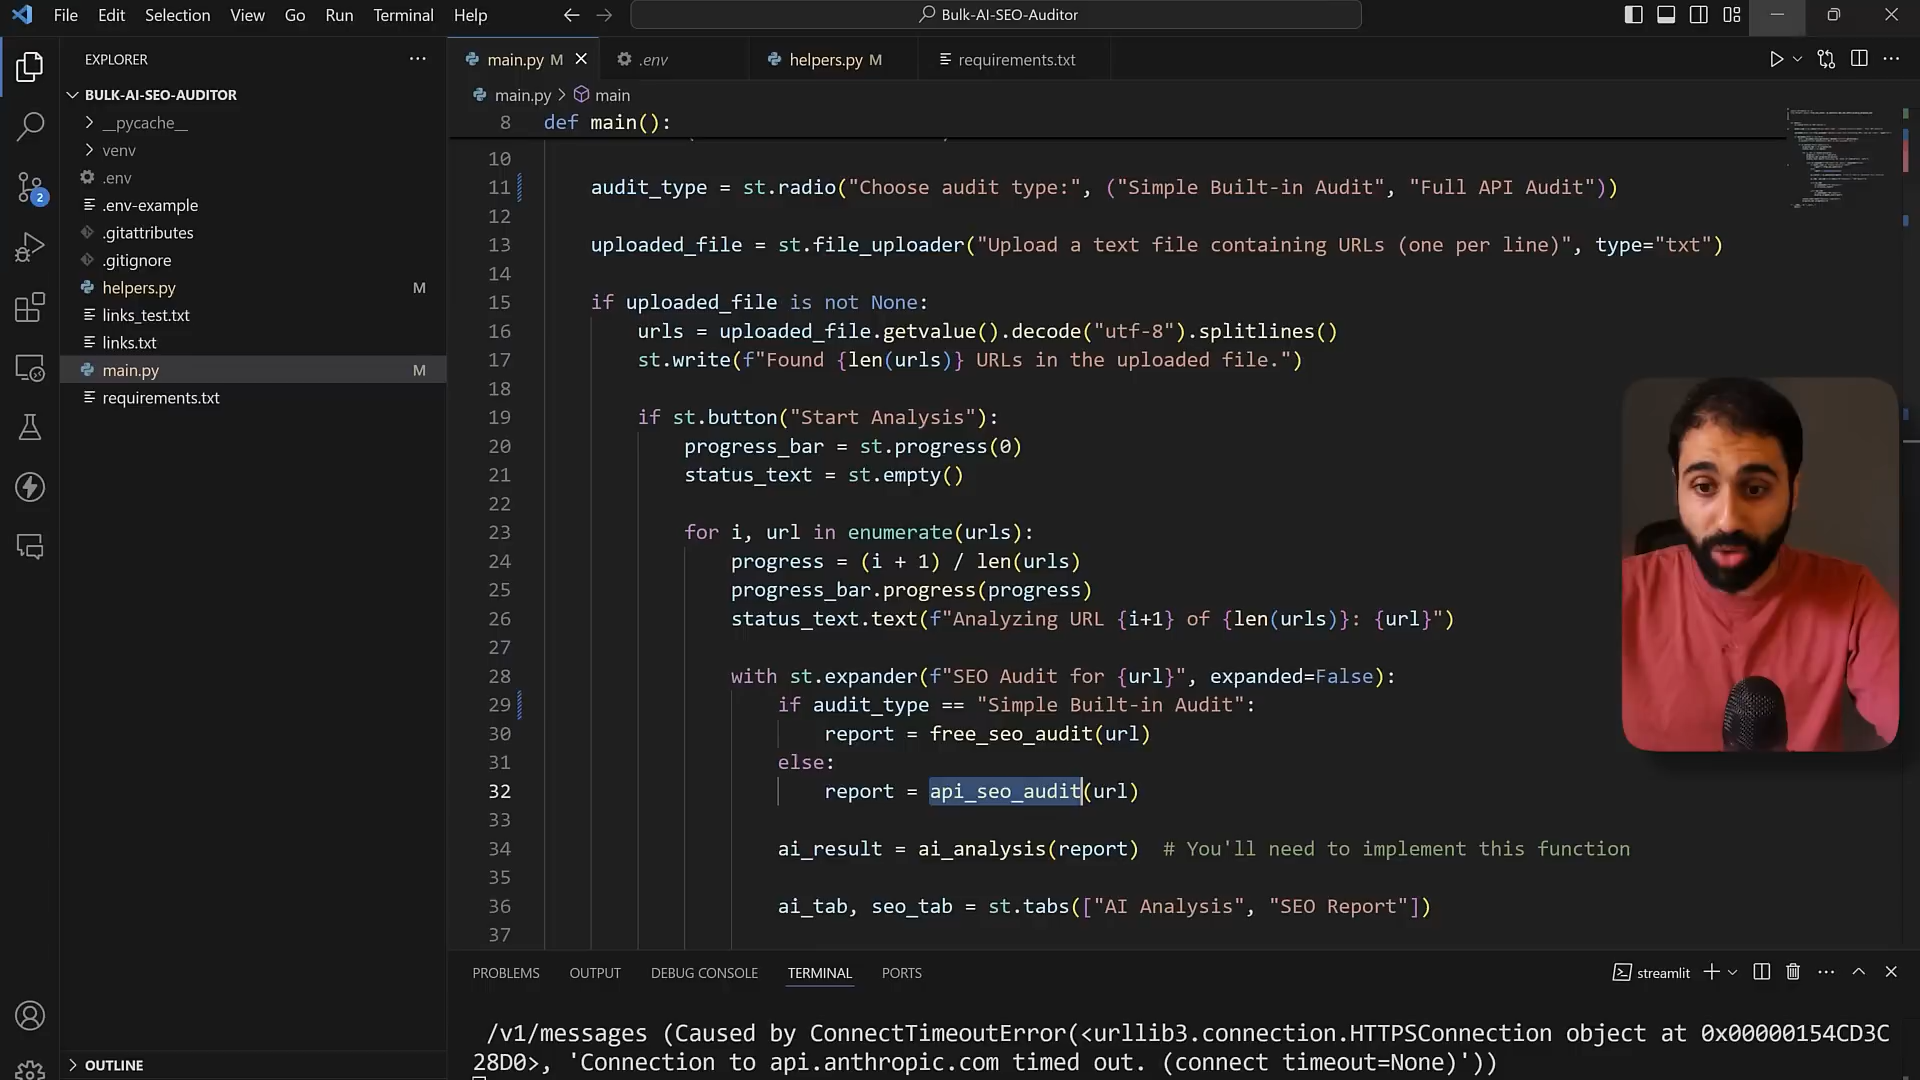 File Edit Selection View Go Run Terminal Help
Bulk-AI-SEO-Auditor
EXPLORER
BULK-AI-SEO-AUDITOR
__pycache__
venv
.env
.env-example
.gitattributes
.gitignore
helpers.py M
links_test.txt
links.txt
main.py M
requirements.txt
OUTLINE
2
main.py M
.env
helpers.py M
requirements.txt
main.py > main
8 def main():
10
11 audit_type = st.radio("Choose audit type:", ("Simple Built-in Audit", "Full API Audit"))
12
13 uploaded_file = st.file_uploader("Upload a text file containing URLs (one per line)", type="txt")
14
15 if uploaded_file is not None:
16 urls = uploaded_file.getvalue().decode("utf-8").splitlines()
17 st.write(f"Found {len(urls)} URLs in the uploaded file.")
18
19 if st.button("Start Analysis"):
20 progress_bar = st.progress(0)
21 status_text = st.empty()
22
23 for i, url in enumerate(urls):
24 progress = (i + 1) / len(urls)
25 progress_bar.progress(progress)
26 status_text.text(f"Analyzing URL {i+1} of {len(urls)}: {url}")
27
28 with st.expander(f"SEO Audit for {url}", expanded=False):
29 if audit_type == "Simple Built-in Audit":
30 report = free_seo_audit(url)
31 else:
32 report = api_seo_audit(url)
33
34 ai_result = ai_analysis(report) # You'll need to implement this function
35
36 ai_tab, seo_tab = st.tabs(["AI Analysis", "SEO Report"])
37
PROBLEMS OUTPUT DEBUG CONSOLE TERMINAL PORTS
streamlit
/v1/messages (Caused by ConnectTimeoutError(<urllib3.connection.HTTPSConnection object at 0x00000154CD3C
28D0>, 'Connection to api.anthropic.com timed out. (connect timeout=None)'))